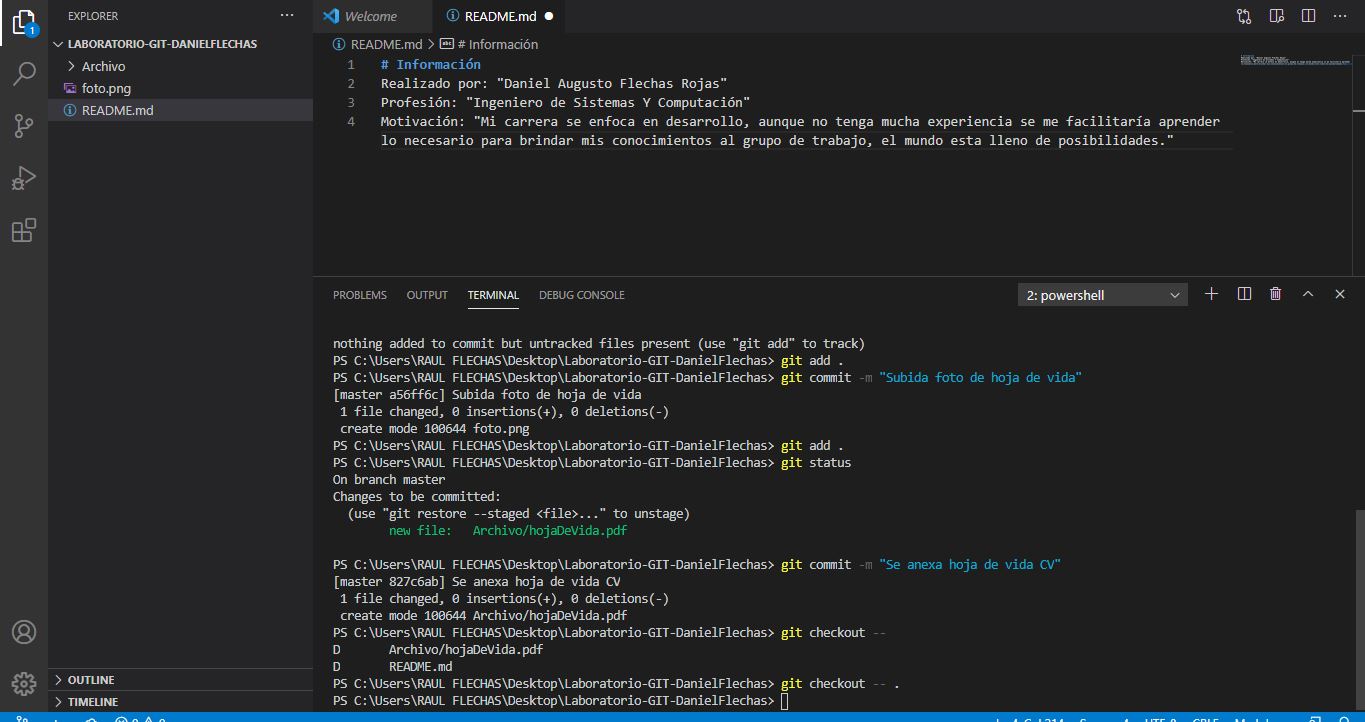 EXPLORER
LABORATORIO-GIT-DANIELFLECHAS
Archivo
foto.png
README.md
OUTLINE
TIMELINE
1
Welcome
README.md
README.md > # Información
1 # Información
2 Realizado por: "Daniel Augusto Flechas Rojas"
3 Profesión: "Ingeniero de Sistemas Y Computación"
4 Motivación: "Mi carrera se enfoca en desarrollo, aunque no tenga mucha experiencia se me facilitaría aprender
lo necesario para brindar mis conocimientos al grupo de trabajo, el mundo esta lleno de posibilidades."
PROBLEMS OUTPUT TERMINAL DEBUG CONSOLE
2: powershell
nothing added to commit but untracked files present (use "git add" to track)
PS C:\Users\RAUL FLECHAS\Desktop\Laboratorio-GIT-DanielFlechas> git add .
PS C:\Users\RAUL FLECHAS\Desktop\Laboratorio-GIT-DanielFlechas> git commit -m "Subida foto de hoja de vida"
[master a56ff6c] Subida foto de hoja de vida
1 file changed, 0 insertions(+), 0 deletions(-)
create mode 100644 foto.png
PS C:\Users\RAUL FLECHAS\Desktop\Laboratorio-GIT-DanielFlechas> git add .
PS C:\Users\RAUL FLECHAS\Desktop\Laboratorio-GIT-DanielFlechas> git status
On branch master
Changes to be committed:
(use "git restore --staged <file>..." to unstage)
new file: Archivo/hojaDeVida.pdf
PS C:\Users\RAUL FLECHAS\Desktop\Laboratorio-GIT-DanielFlechas> git commit -m "Se anexa hoja de vida CV"
[master 827c6ab] Se anexa hoja de vida CV
1 file changed, 0 insertions(+), 0 deletions(-)
create mode 100644 Archivo/hojaDeVida.pdf
PS C:\Users\RAUL FLECHAS\Desktop\Laboratorio-GIT-DanielFlechas> git checkout --
D Archivo/hojaDeVida.pdf
D README.md
PS C:\Users\RAUL FLECHAS\Desktop\Laboratorio-GIT-DanielFlechas> git checkout -- .
PS C:\Users\RAUL FLECHAS\Desktop\Laboratorio-GIT-DanielFlechas>